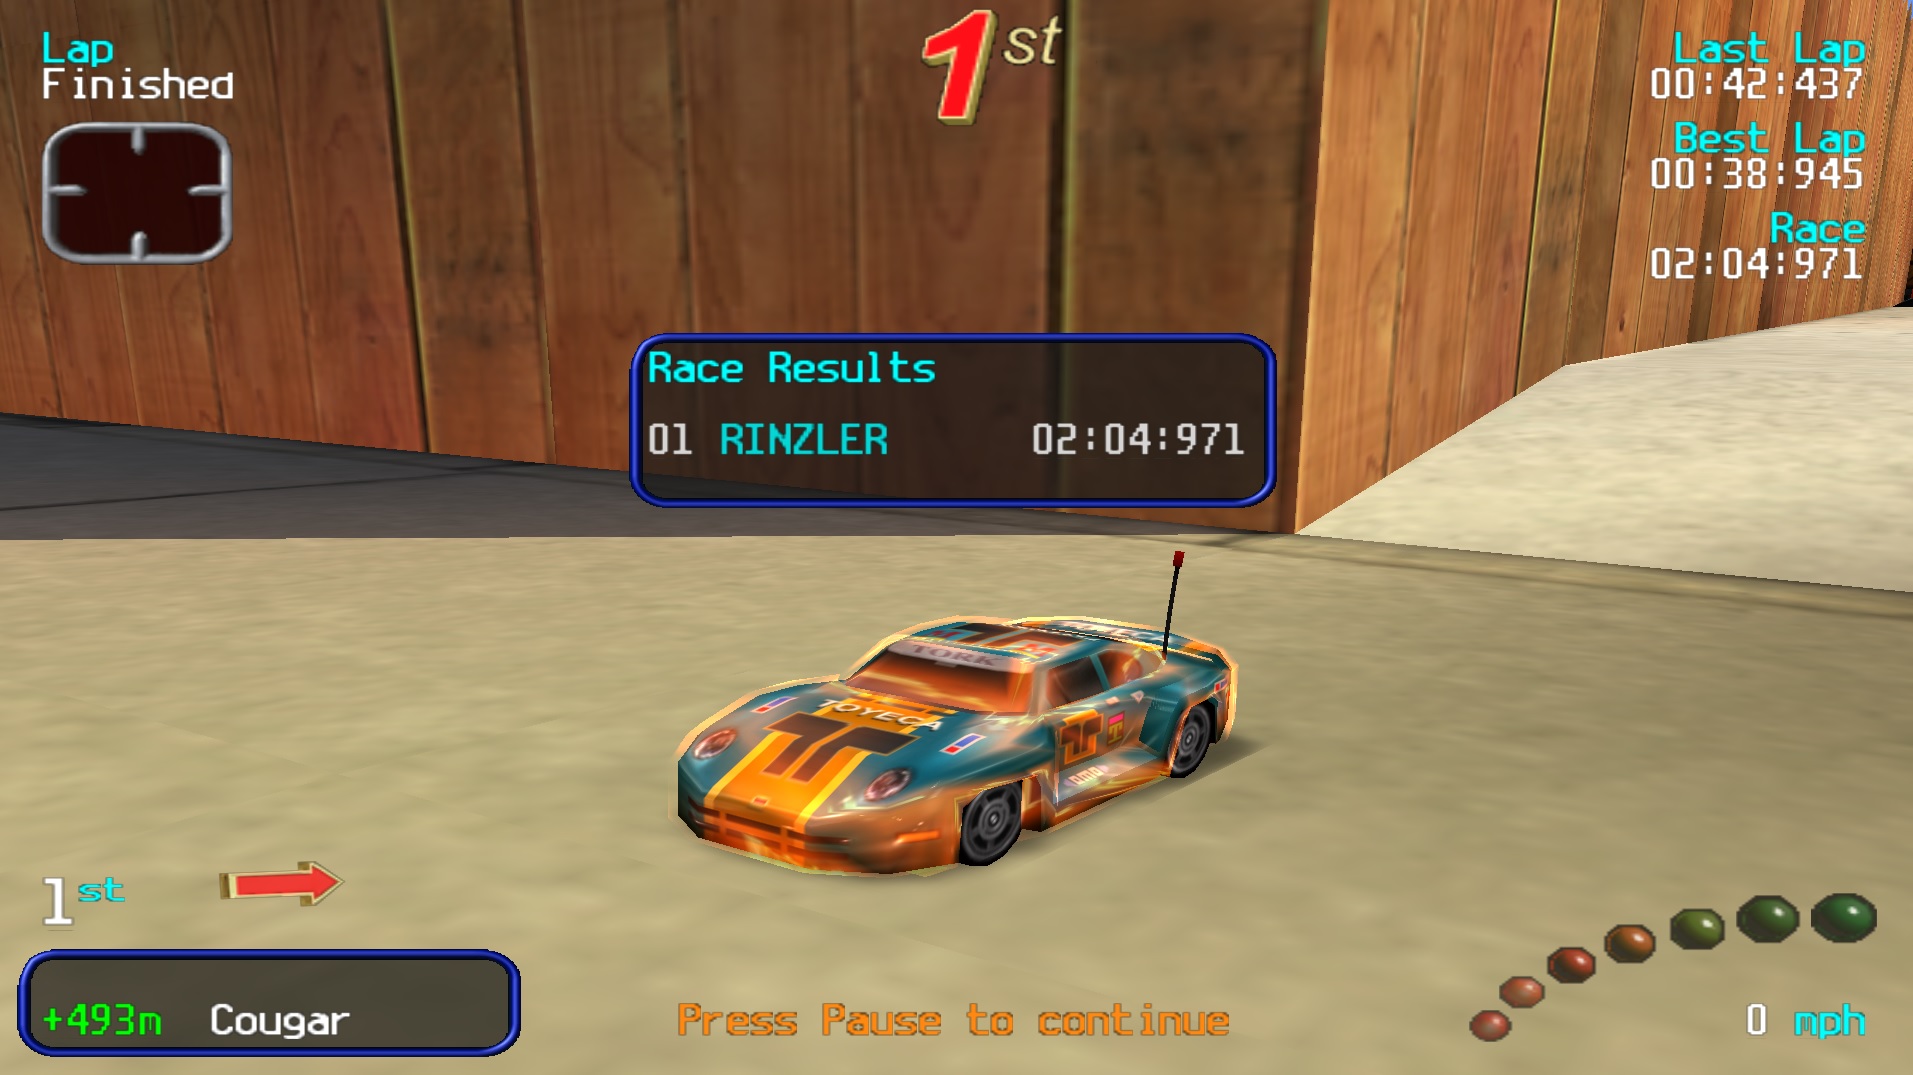 Lap
Finished
1st
Last Lap
00:42:437
Best Lap
00:38:945
Race
02:04:971
Race Results
01 RINZLER 02:04:971
TORK
TOYECA
1st
+493m Cougar
Press Pause to continue
0 mph